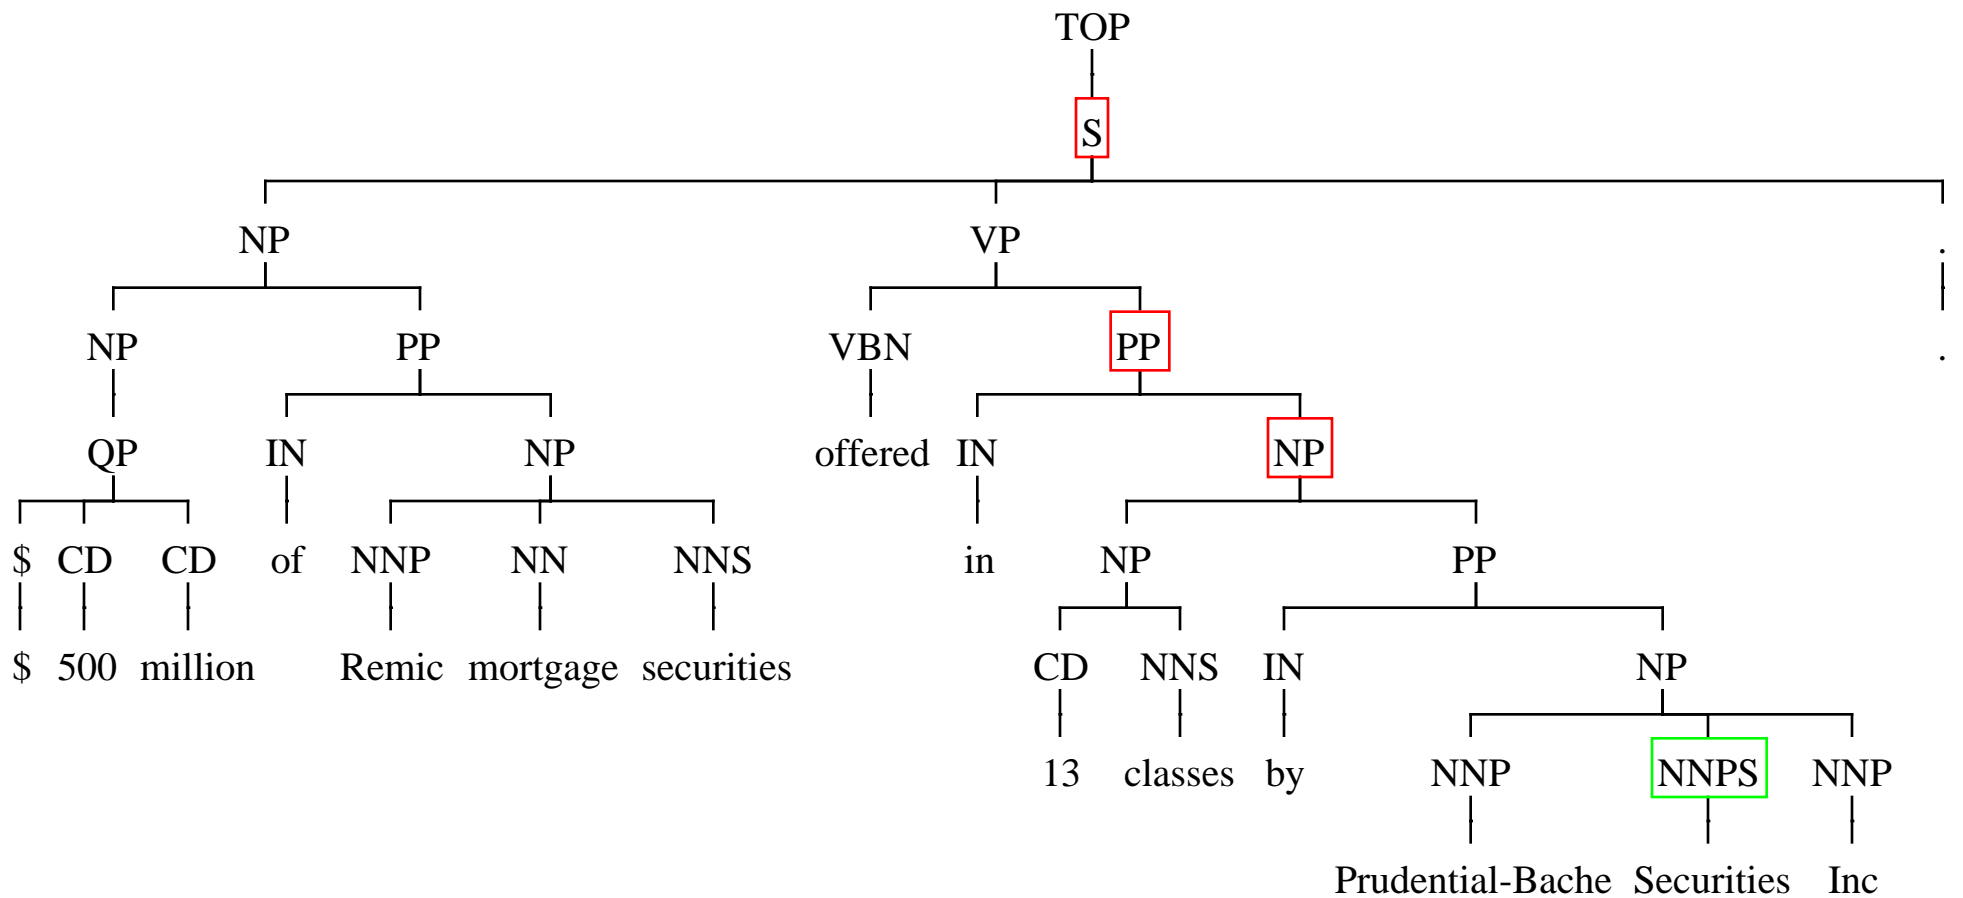 TOP
S
NP VP .
NP PP VBN PP .
QP IN NP offered IN NP
$ CD CD of NNP NN NNS in NP PP
$ 500 million Remic mortgage securities CD NNS IN NP
13 classes by NNP NNPS NNP
Prudential-Bache Securities Inc